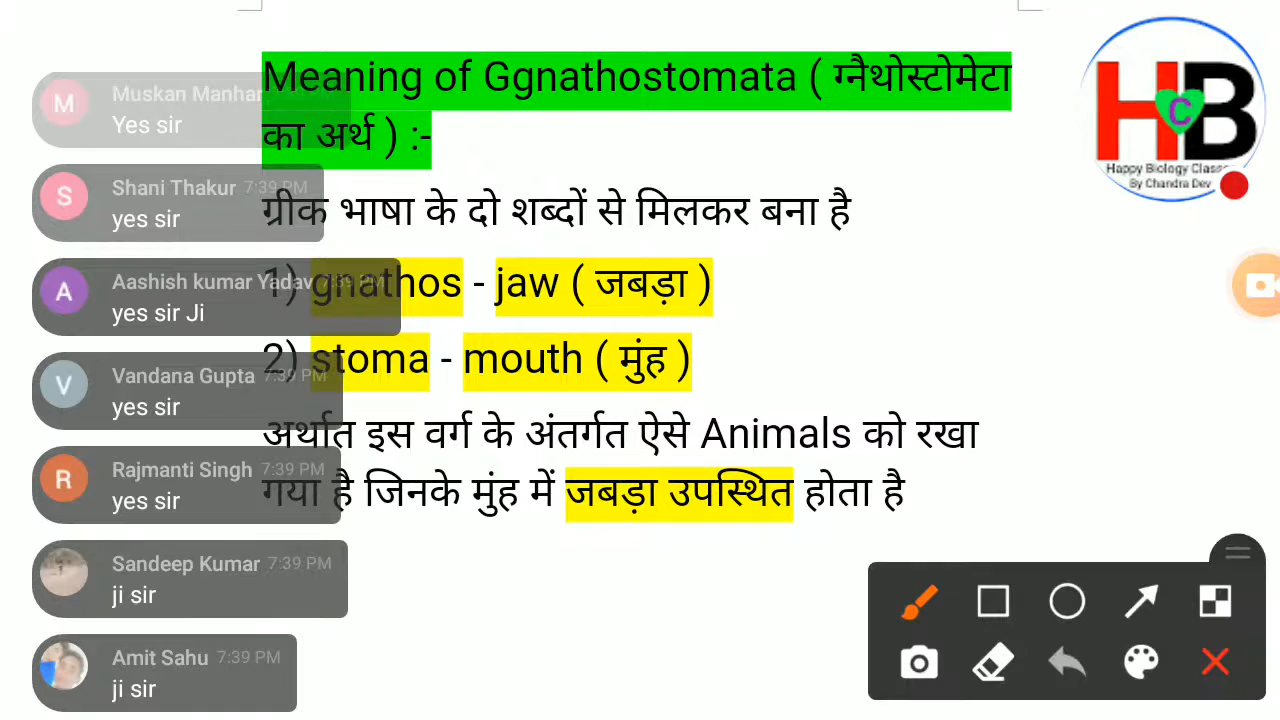 Meaning of Ggnathostomata ( ग्नैथोस्टोमेटा
का अर्थ ) :-
ग्रीक भाषा के दो शब्दों से मिलकर बना है
1) gnathos - jaw ( जबड़ा )
2) stoma - mouth ( मुंह )
अर्थात इस वर्ग के अंतर्गत ऐसे Animals को रखा
गया है जिनके मुंह में जबड़ा उपस्थित होता है
M
Muskan Manhar
Yes sir
S
Shani Thakur 7:39 PM
yes sir
A
Aashish kumar Yadav 7:39 PM
yes sir Ji
V
Vandana Gupta 7:39 PM
yes sir
R
Rajmanti Singh 7:39 PM
yes sir
Sandeep Kumar 7:39 PM
ji sir
Amit Sahu 7:39 PM
ji sir
HCB
Happy Biology
By Chandra Dev